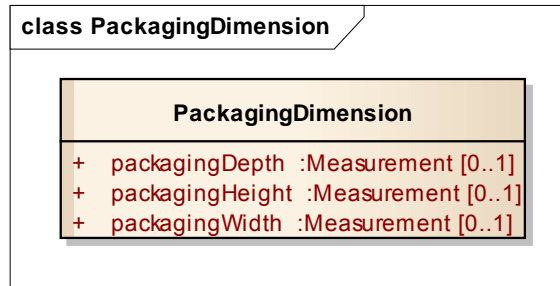 class PackagingDimension
PackagingDimension
+ packagingDepth :Measurement [0..1]
+ packagingHeight :Measurement [0..1]
+ packagingWidth :Measurement [0..1]